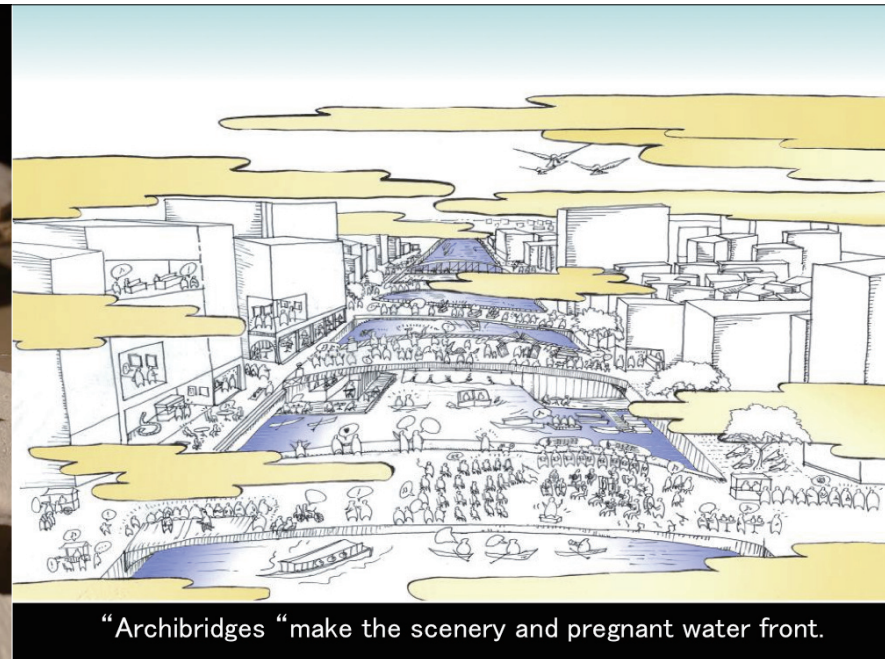 “Archibridges “make the scenery and pregnant water front.